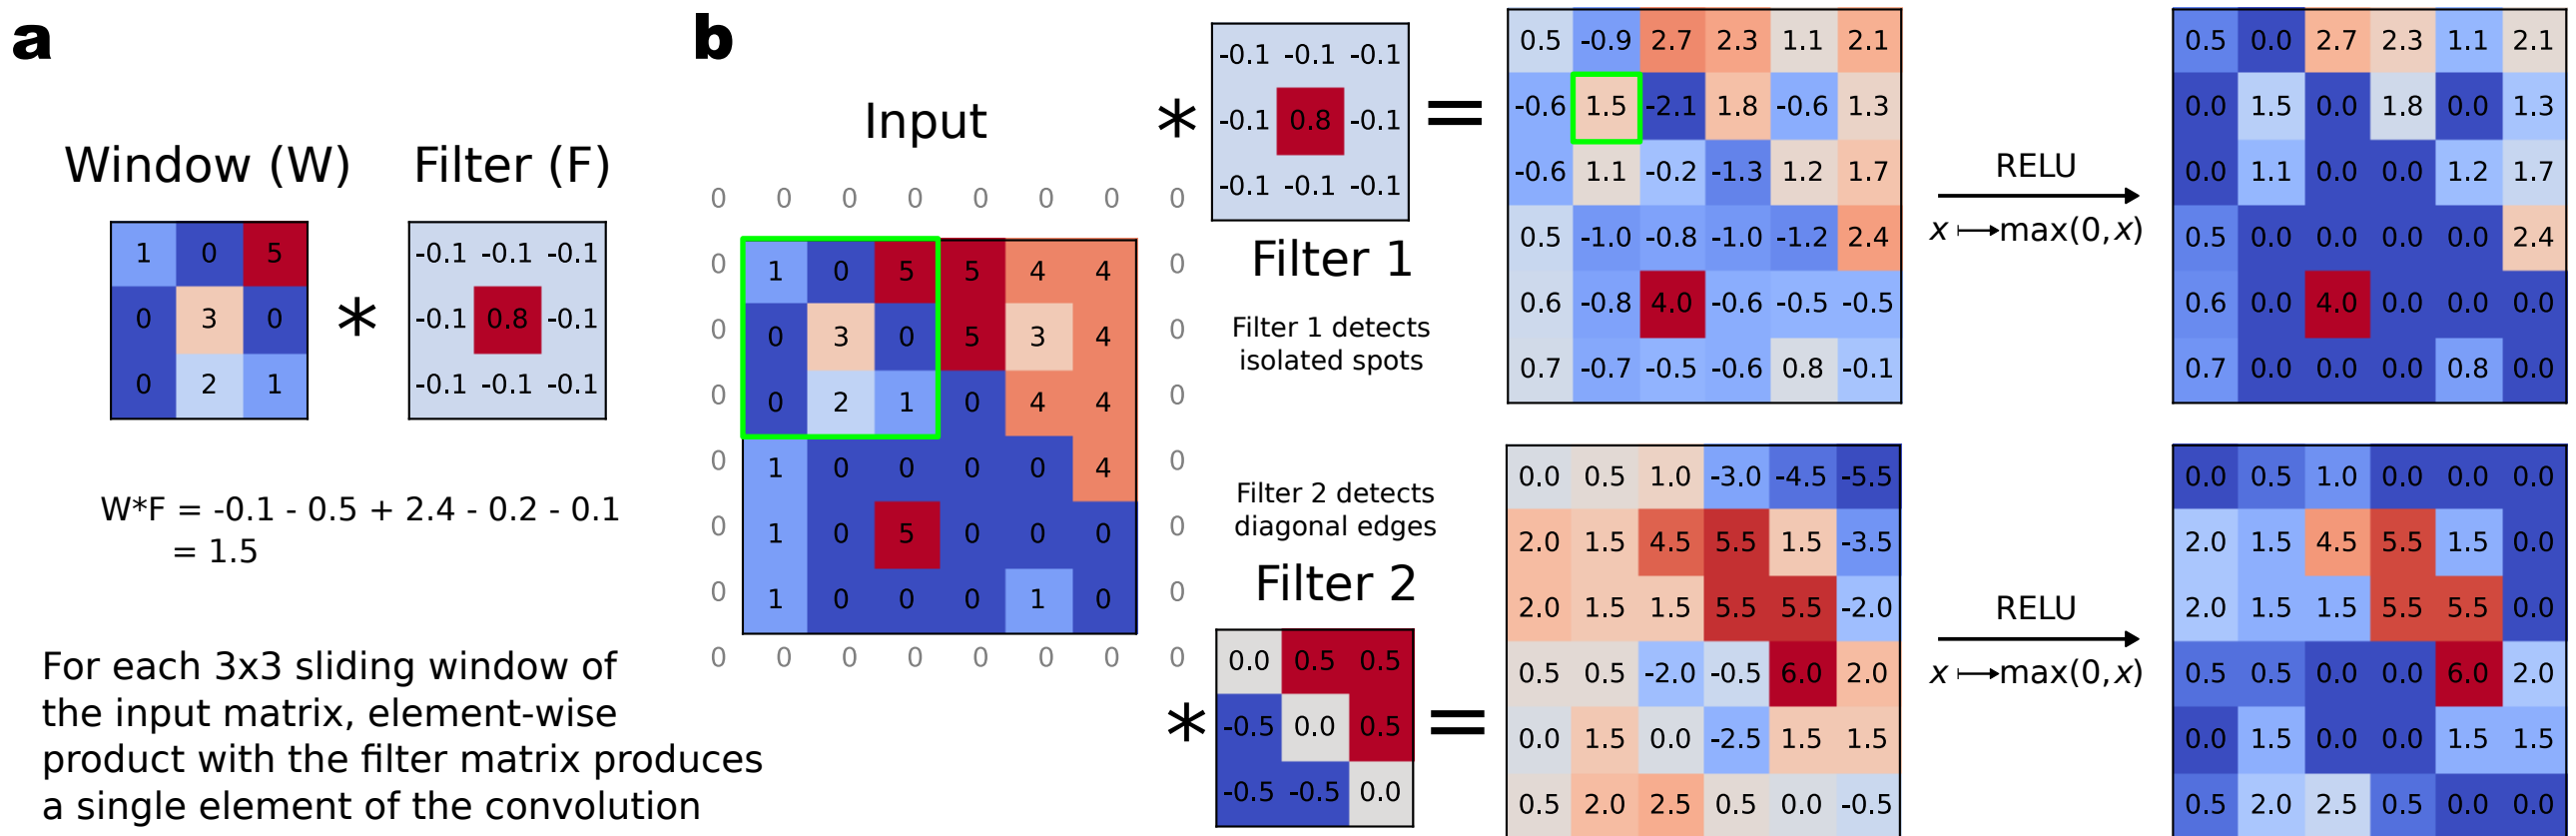 a
Window (W) Filter (F)
1 0 5
0 3 0
0 2 1
*
-0.1 -0.1 -0.1
-0.1 0.8 -0.1
-0.1 -0.1 -0.1
W*F = -0.1 - 0.5 + 2.4 - 0.2 - 0.1
= 1.5
For each 3x3 sliding window of
the input matrix, element-wise
product with the filter matrix produces
a single element of the convolution
b
Input
0 0 0 0 0 0 0 0
0 1 0 5 5 4 4 0
0 0 3 0 5 3 4 0
0 0 2 1 0 4 4 0
0 1 0 0 0 0 4 0
0 1 0 5 0 0 0 0
0 1 0 0 0 1 0 0
0 0 0 0 0 0 0 0
*
-0.1 -0.1 -0.1
-0.1 0.8 -0.1
-0.1 -0.1 -0.1
Filter 1
Filter 1 detects
isolated spots
=
0.5 -0.9 2.7 2.3 1.1 2.1
-0.6 1.5 -2.1 1.8 -0.6 1.3
-0.6 1.1 -0.2 -1.3 1.2 1.7
0.5 -1.0 -0.8 -1.0 -1.2 2.4
0.6 -0.8 4.0 -0.6 -0.5 -0.5
0.7 -0.7 -0.5 -0.6 0.8 -0.1
RELU
x ⟼ max(0, x)
0.5 0.0 2.7 2.3 1.1 2.1
0.0 1.5 0.0 1.8 0.0 1.3
0.0 1.1 0.0 0.0 1.2 1.7
0.5 0.0 0.0 0.0 0.0 2.4
0.6 0.0 4.0 0.0 0.0 0.0
0.7 0.0 0.0 0.0 0.8 0.0
Filter 2 detects
diagonal edges
Filter 2
*
0.0 0.5 0.5
-0.5 0.0 0.5
-0.5 -0.5 0.0
=
0.0 0.5 1.0 -3.0 -4.5 -5.5
2.0 1.5 4.5 5.5 1.5 -3.5
2.0 1.5 1.5 5.5 5.5 -2.0
0.5 0.5 -2.0 -0.5 6.0 2.0
0.0 1.5 0.0 -2.5 1.5 1.5
0.5 2.0 2.5 0.5 0.0 -0.5
RELU
x ⟼ max(0, x)
0.0 0.5 1.0 0.0 0.0 0.0
2.0 1.5 4.5 5.5 1.5 0.0
2.0 1.5 1.5 5.5 5.5 0.0
0.5 0.5 0.0 0.0 6.0 2.0
0.0 1.5 0.0 0.0 1.5 1.5
0.5 2.0 2.5 0.5 0.0 0.0